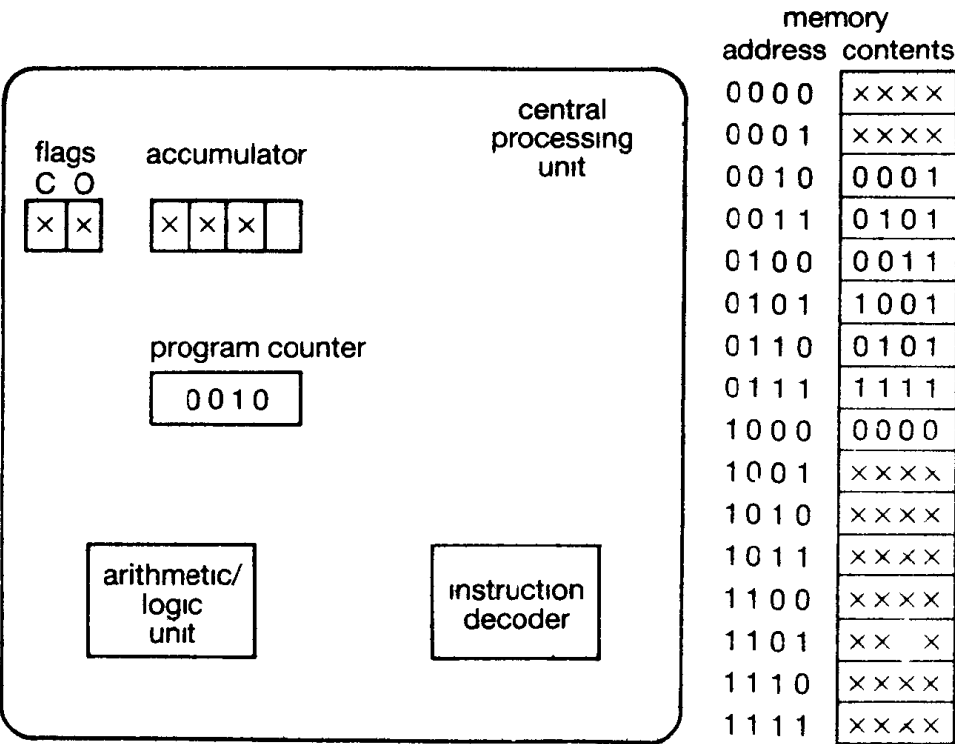 memory
address contents
central
processing
unit
flags
C O
accumulator
× ×
× × ×
program counter
0010
arithmetic/
logic
unit
instruction
decoder
0000 ××××
0001 ××××
0010 0001
0011 0101
0100 0011
0101 1001
0110 0101
0111 1111
1000 0000
1001 ××××
1010 ××××
1011 ××××
1100 ××××
1101 ×× ×
1110 ××××
1111 ××××